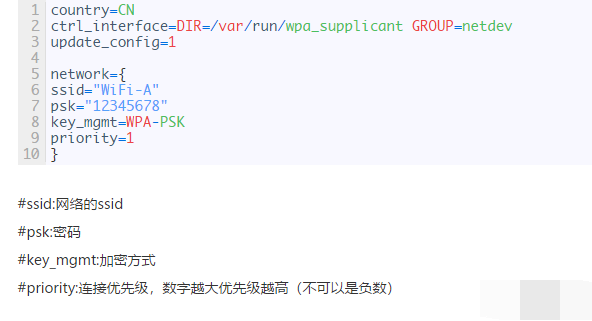 1 country=CN
2 ctrl_interface=DIR=/var/run/wpa_supplicant GROUP=netdev
3 update_config=1
4
5 network={
6 ssid="WiFi-A"
7 psk="12345678"
8 key_mgmt=WPA-PSK
9 priority=1
10 }
#ssid:网络的ssid
#psk:密码
#key_mgmt:加密方式
#priority:连接优先级，数字越大优先级越高（不可以是负数）